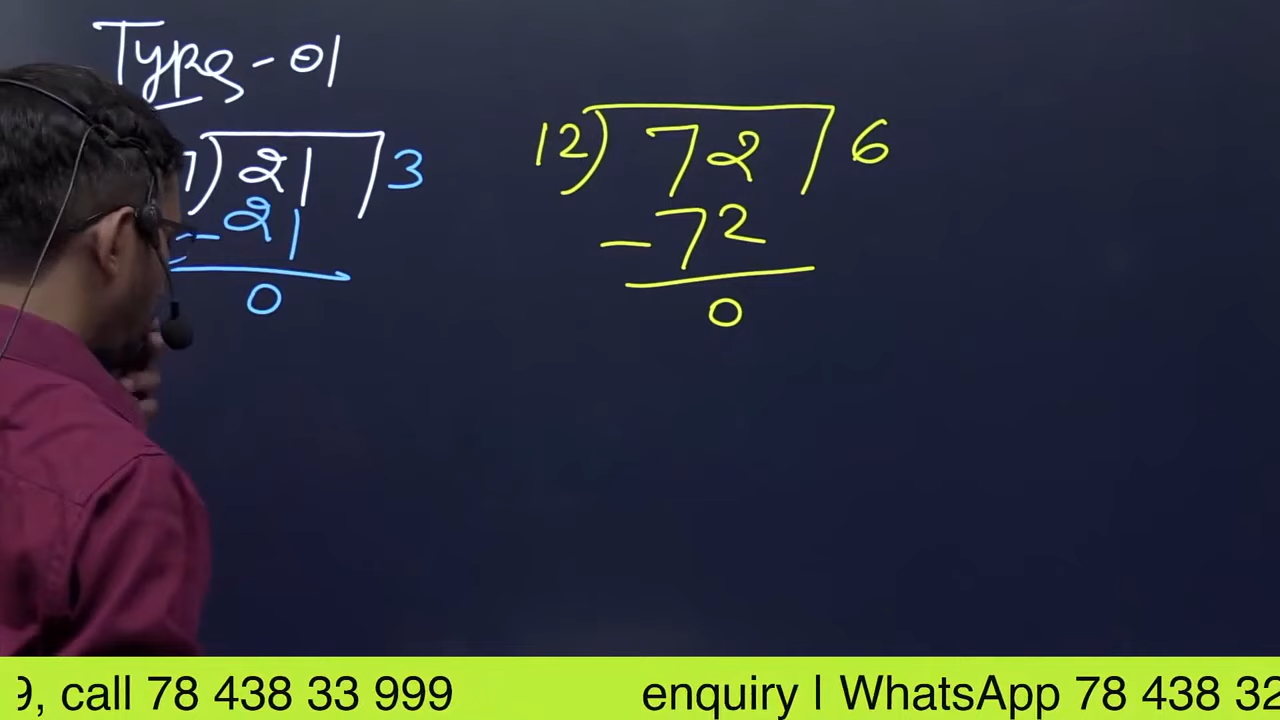 Type-01
7) 21 ) 3
-21
0
12) 72 ) 6
-72
0
9, call 78 438 33 999 enquiry | WhatsApp 78 438 32